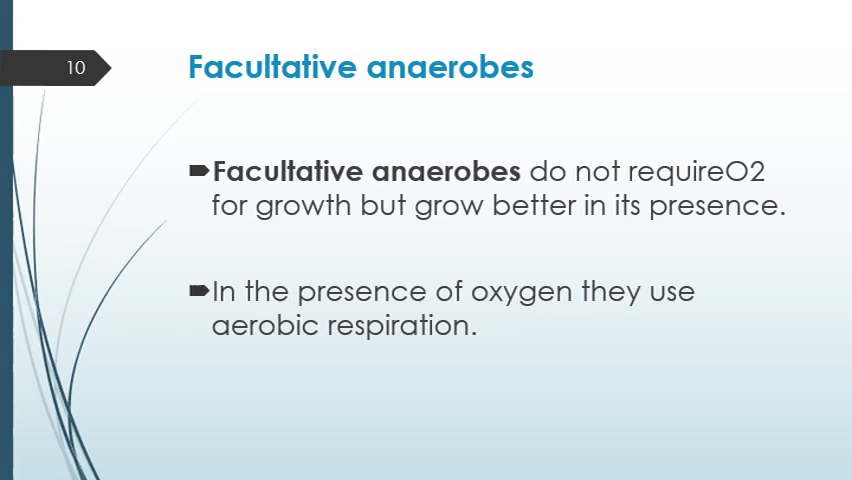 10
Facultative anaerobes
Facultative anaerobes do not requireO2
for growth but grow better in its presence.
In the presence of oxygen they use
aerobic respiration.